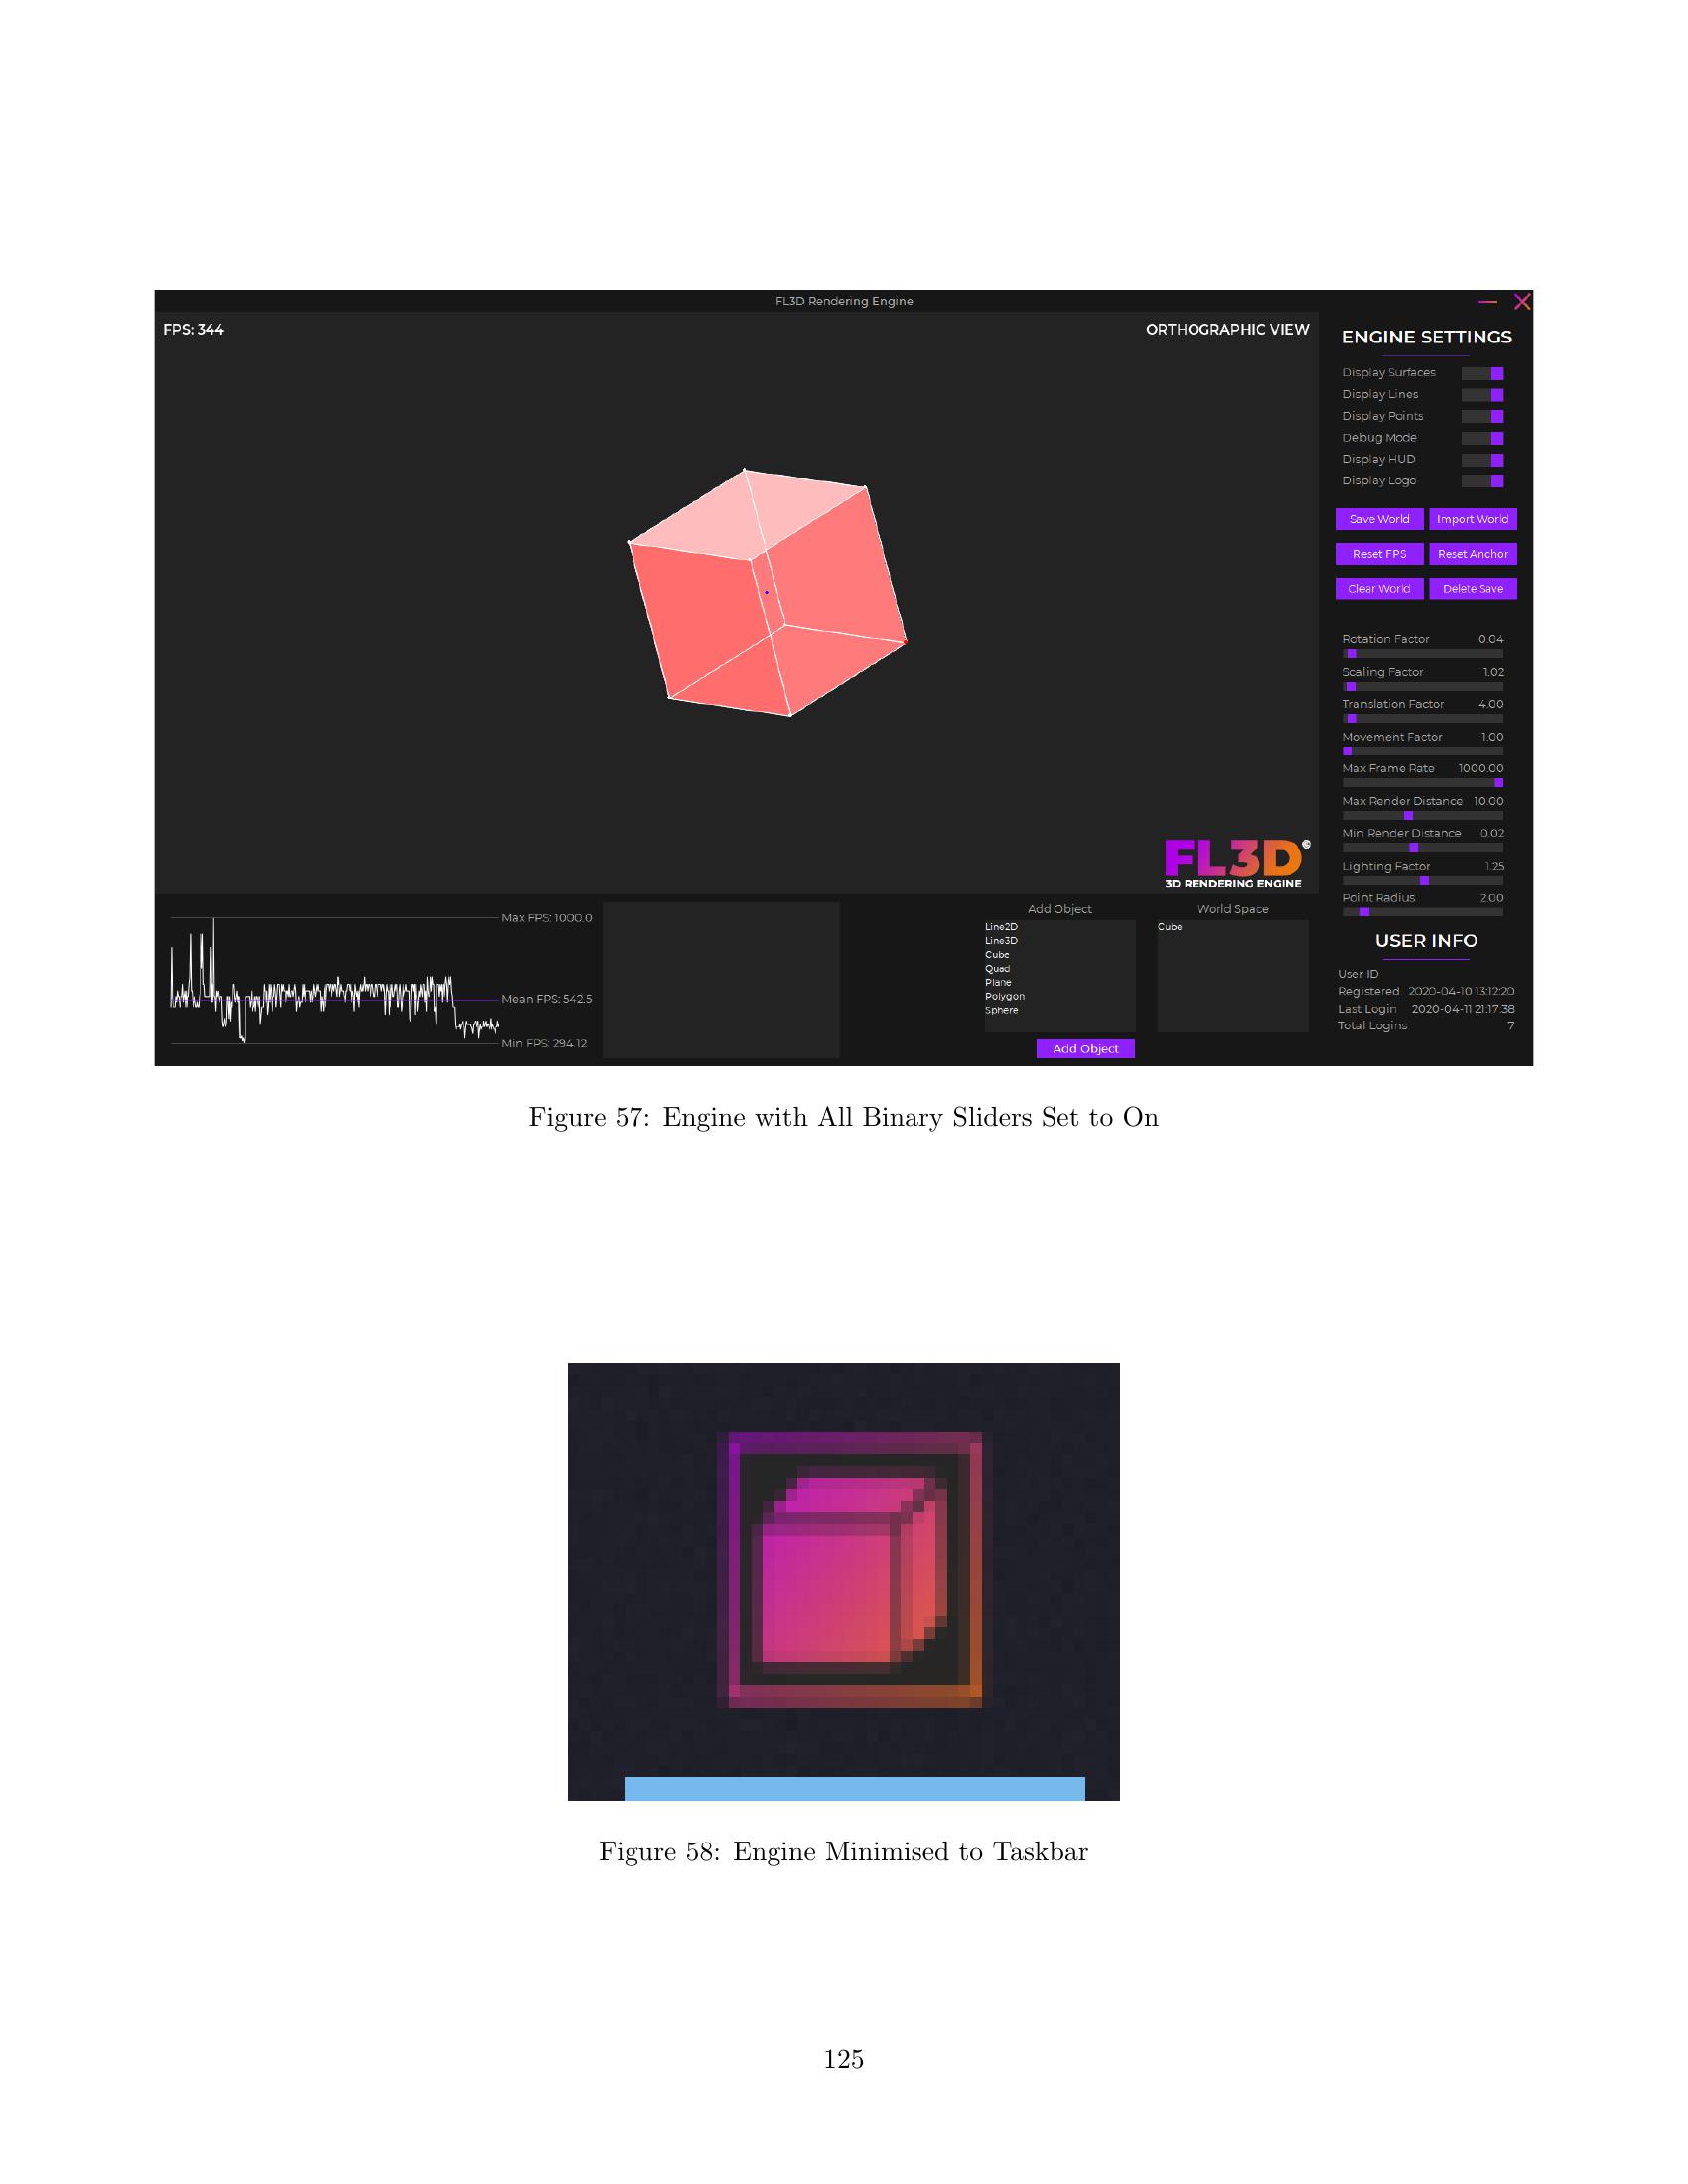 FL3D Rendering Engine
FPS: 344
ORTHOGRAPHIC VIEW
FL3D
3D RENDERING ENGINE
ENGINE SETTINGS
Display Surfaces
Display Lines
Display Points
Debug Mode
Display HUD
Display Logo
Save World Import World
Reset FPS Reset Anchor
Clear World Delete Save
Rotation Factor 0.04
Scaling Factor 1.02
Translation Factor 4.00
Movement Factor 1.00
Max Frame Rate 1000.00
Max Render Distance 10.00
Min Render Distance 0.02
Lighting Factor 1.25
Point Radius 2.00
USER INFO
User ID
Registered 2020-04-10 13:12:20
Last Login 2020-04-11 21:17:38
Total Logins 7
Max FPS: 1000.0
Mean FPS: 542.5
Min FPS: 294.12
Add Object
Line2D
Line3D
Cube
Quad
Plane
Polygon
Sphere
Add Object
World Space
Cube
Figure 57: Engine with All Binary Sliders Set to On
Figure 58: Engine Minimised to Taskbar
125